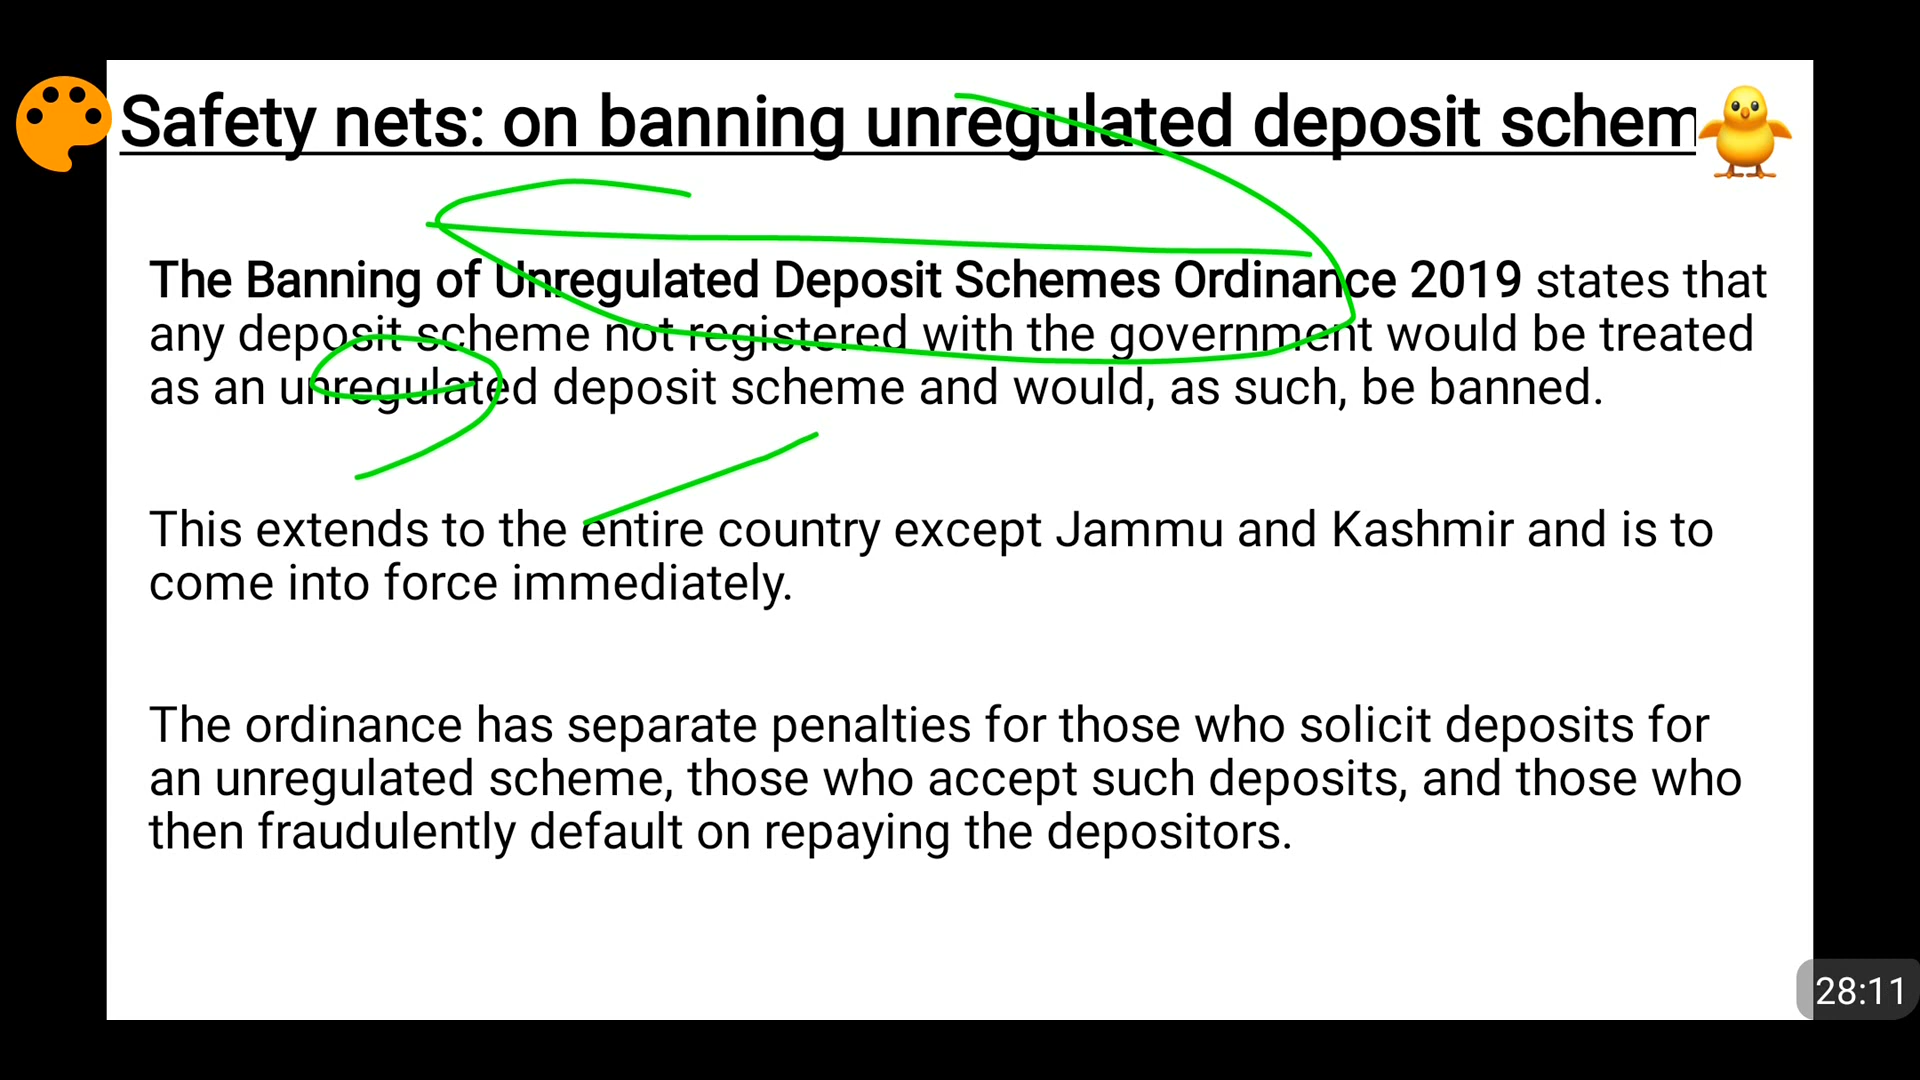 Safety nets: on banning unregulated deposit schem
The Banning of Unregulated Deposit Schemes Ordinance 2019 states that
any deposit scheme not registered with the government would be treated
as an unregulated deposit scheme and would, as such, be banned.
This extends to the entire country except Jammu and Kashmir and is to
come into force immediately.
The ordinance has separate penalties for those who solicit deposits for
an unregulated scheme, those who accept such deposits, and those who
then fraudulently default on repaying the depositors.
28:11